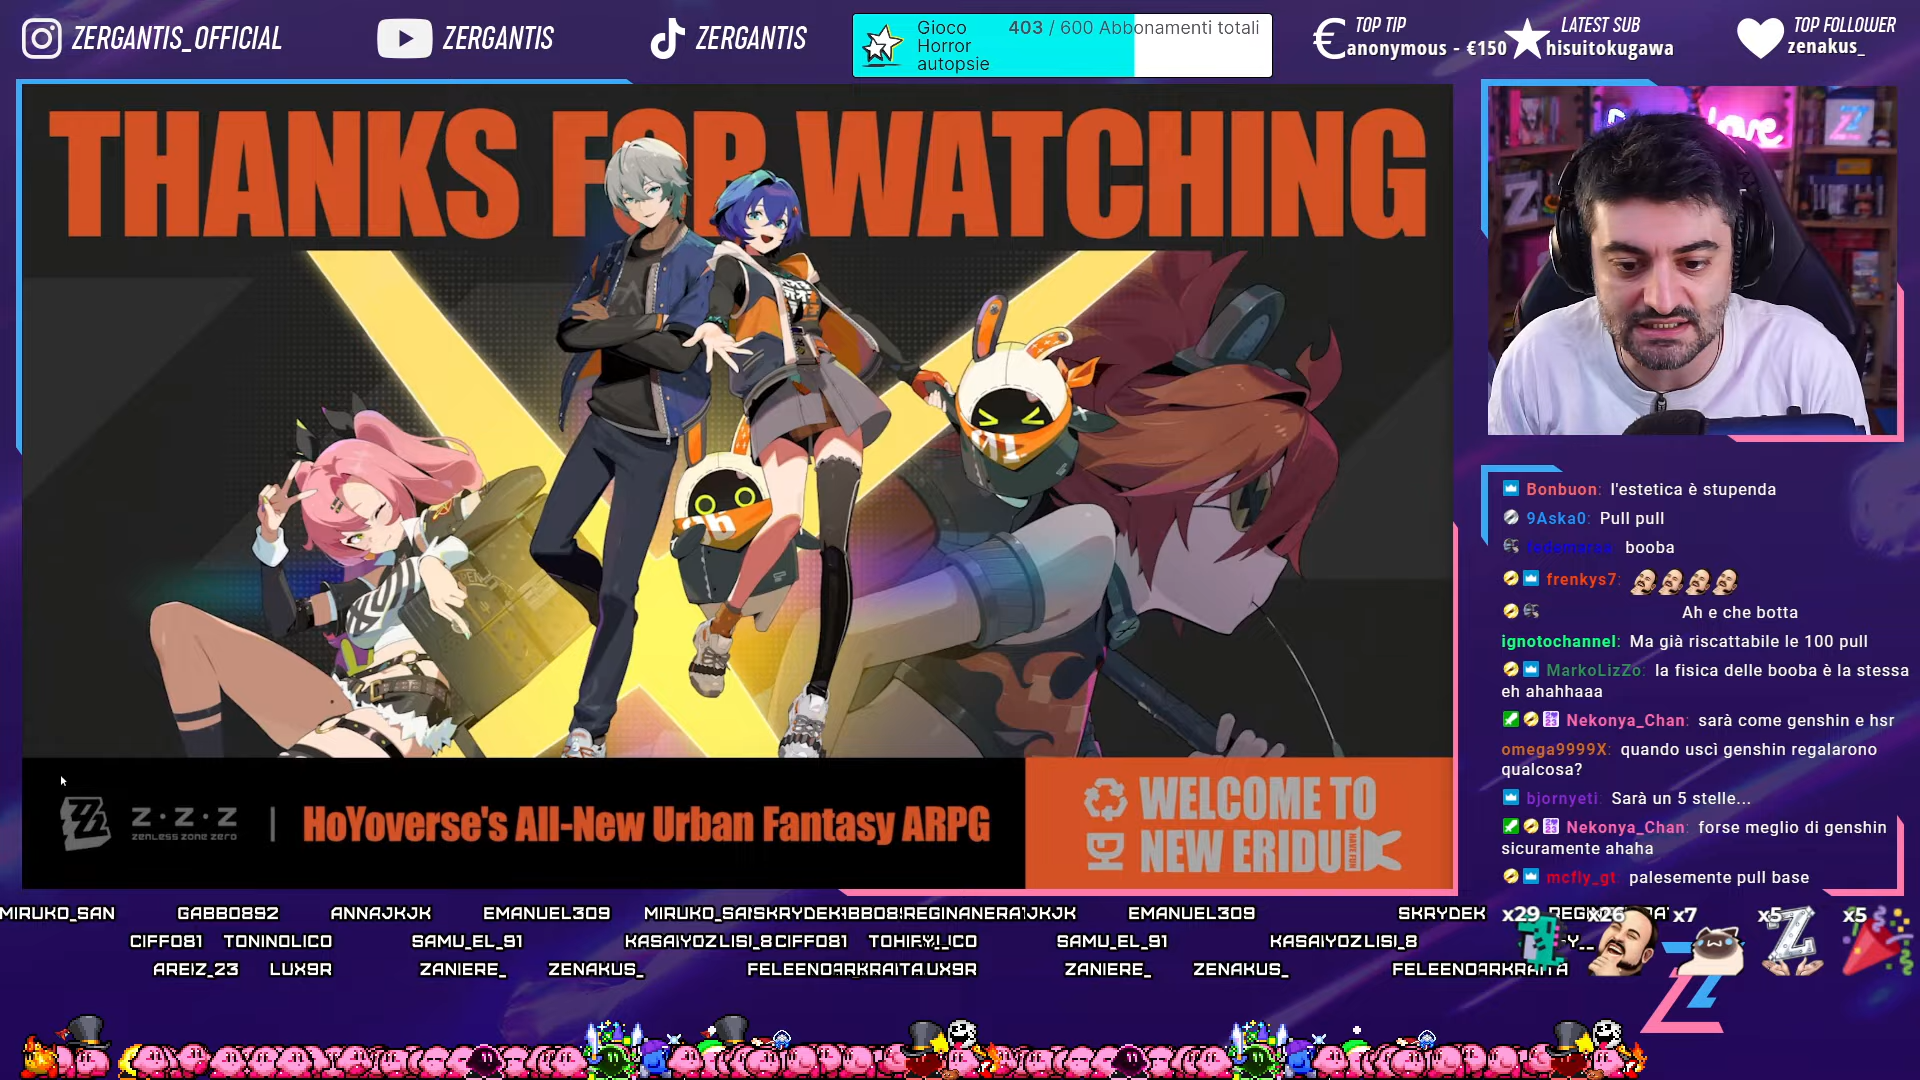 ZERGANTIS_OFFICIAL
ZERGANTIS
ZERGANTIS
Gioco
Horror
autopsie
403 / 600 Abbonamenti totali
TOP TIP
anonymous - €150
LATEST SUB
hisuitokugawa
TOP FOLLOWER
zenakus_
THANKS FOR WATCHING
Z·Z·Z
ZENLESS ZONE ZERO
HoYoverse's All-New Urban Fantasy ARPG
WELCOME TO
NEW ERIDU!
HAVE FUN
Bonbuon: l'estetica è stupenda
9Aska0: Pull pull
booba
frenkys7:
Ah e che botta
ignotochannel: Ma già riscattabile le 100 pull
MarkoLizZo: la fisica delle booba è la stessa
eh ahahhaaa
Nekonya_Chan: sarà come genshin e hsr
omega9999X: quando uscì genshin regalarono
qualcosa?
bjornyeti: Sarà un 5 stelle...
Nekonya_Chan: forse meglio di genshin
sicuramente ahaha
mcfly_gt: palesemente pull base
MIRUKO_SAN GABBO892 ANNAJKJK EMANUEL309 EMANUEL309 SKRYDEK
CIFFO81 TONINOLICO SAMU_EL_91 KASAIYOZLISI_8 CIFFO81 SAMU_EL_91 KASAIYOZLISI_8
AREIZ_23 LUX9R ZANIERE_ ZENAKUS_ ZANIERE_ ZENAKUS_
x29 x26 x7 x5 x5